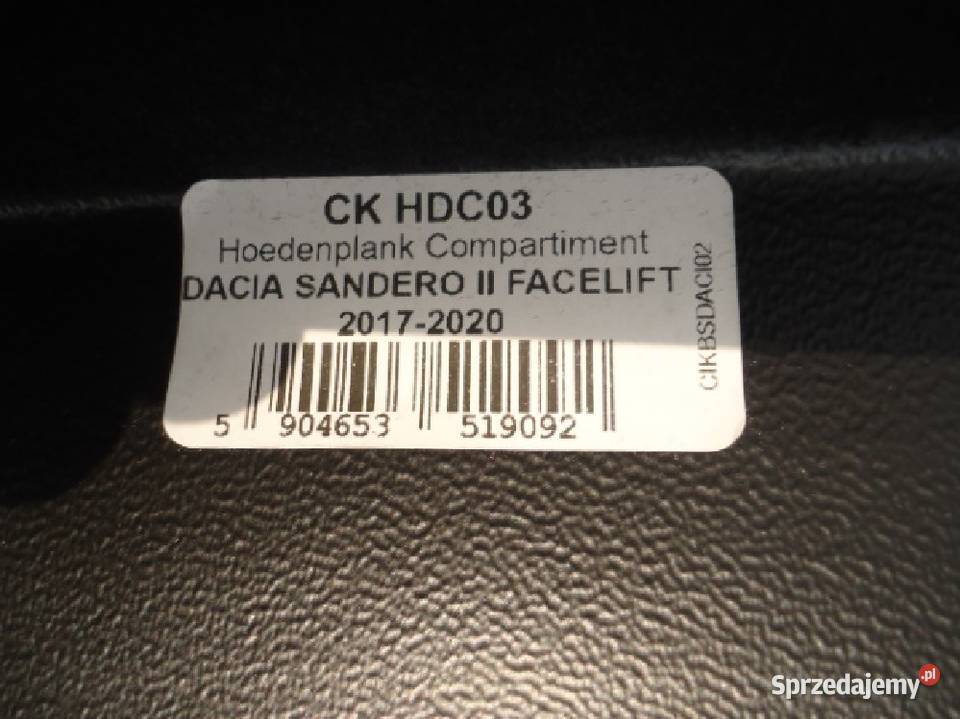 CK HDC03
Hoedenplank Compartiment
DACIA SANDERO II FACELIFT
2017-2020
5 904653 519092
CIKBSDACI02
Sprzedajemy.pl